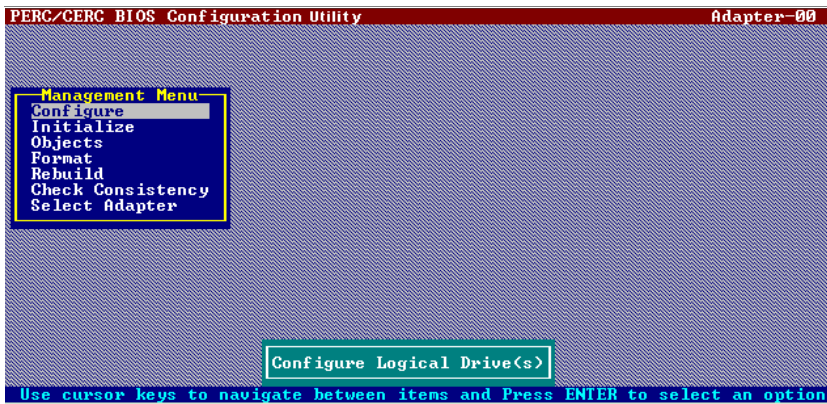 PERC/CERC BIOS Configuration Utility Adapter-00
Management Menu
Configure
Initialize
Objects
Format
Rebuild
Check Consistency
Select Adapter
Configure Logical Drive(s)
Use cursor keys to navigate between items and Press ENTER to select an option